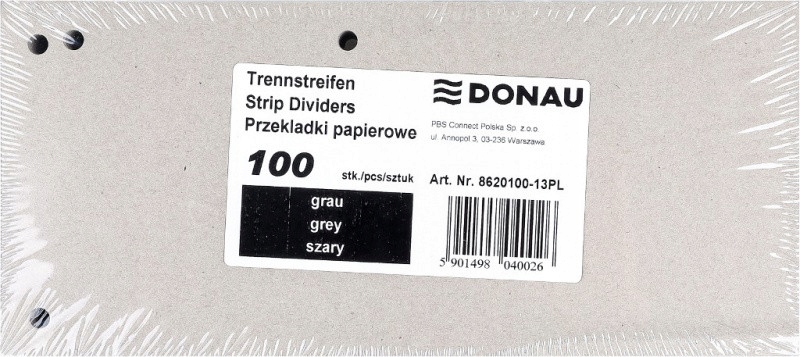 Trennstreifen
Strip Dividers
Przekladki papierowe
100 stk./pcs/sztuk
grau
grey
szary
DONAU
PBS Connect Polska Sp. z o.o.
ul. Annopol 3, 03-236 Warszawa
Art. Nr. 8620100-13PL
5 901498 040026